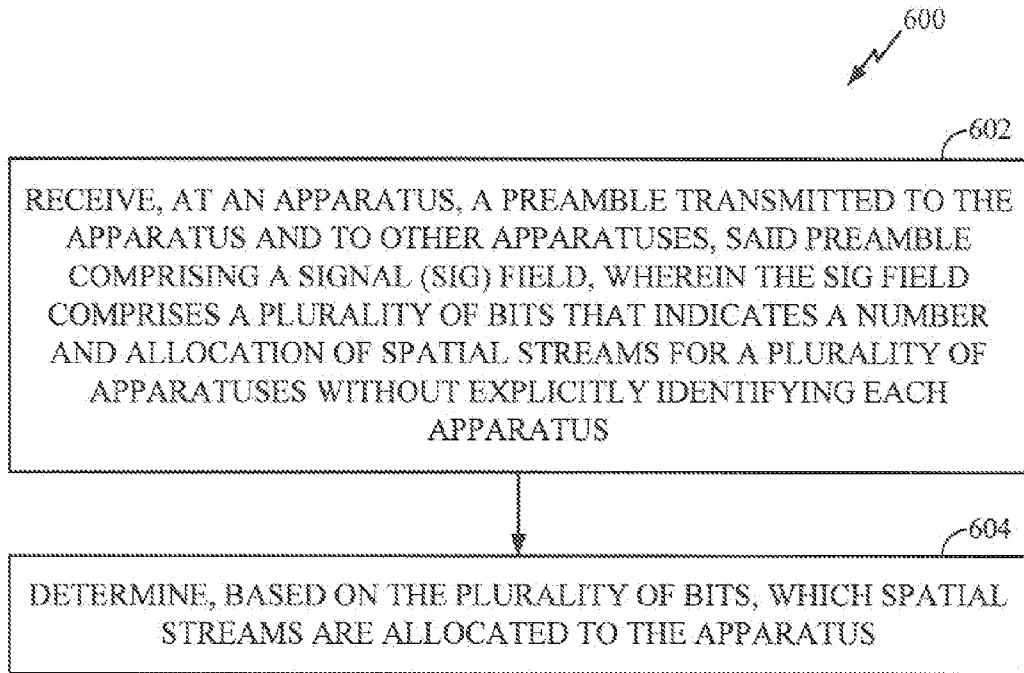 600
602
RECEIVE, AT AN APPARATUS, A PREAMBLE TRANSMITTED TO THE
APPARATUS AND TO OTHER APPARATUSES, SAID PREAMBLE
COMPRISING A SIGNAL (SIG) FIELD, WHEREIN THE SIG FIELD
COMPRISES A PLURALITY OF BITS THAT INDICATES A NUMBER
AND ALLOCATION OF SPATIAL STREAMS FOR A PLURALITY OF
APPARATUSES WITHOUT EXPLICITLY IDENTIFYING EACH
APPARATUS
604
DETERMINE, BASED ON THE PLURALITY OF BITS, WHICH SPATIAL
STREAMS ARE ALLOCATED TO THE APPARATUS